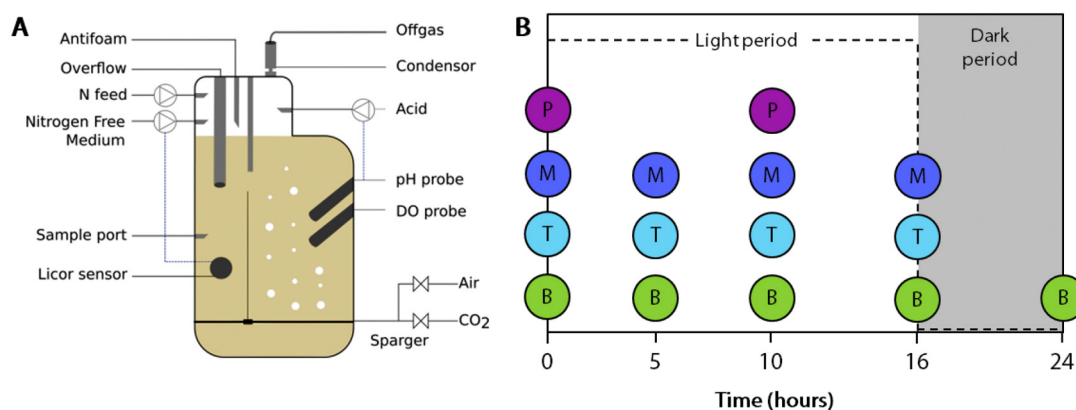 A
Antifoam
Overflow
N feed
Nitrogen Free
Medium
Sample port
Licor sensor
Offgas
Condensor
Acid
pH probe
DO probe
Air
CO2
Sparger
B
Light period
Dark
period
P P
M M M M
T T T T
B B B B B
0 5 10 16 24
Time (hours)